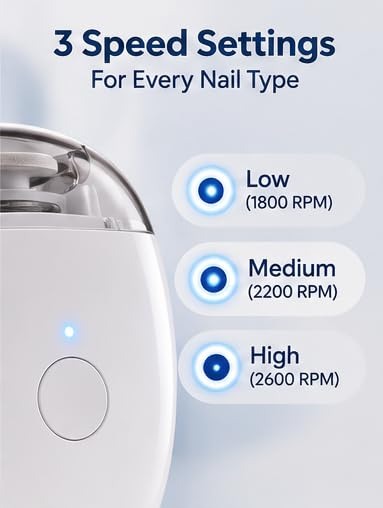 3 Speed Settings
For Every Nail Type
Low
(1800 RPM)
Medium
(2200 RPM)
High
(2600 RPM)